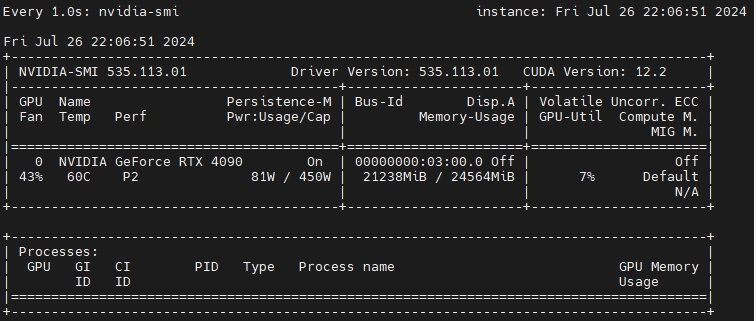 Every 1.0s: nvidia-smi                                     instance: Fri Jul 26 22:06:51 2024

Fri Jul 26 22:06:51 2024
+---------------------------------------------------------------------------------------+
| NVIDIA-SMI 535.113.01             Driver Version: 535.113.01   CUDA Version: 12.2     |
|-----------------------------------------+----------------------+----------------------+
| GPU  Name                 Persistence-M | Bus-Id        Disp.A | Volatile Uncorr. ECC |
| Fan  Temp   Perf          Pwr:Usage/Cap |         Memory-Usage | GPU-Util  Compute M. |
|                                         |                      |               MIG M. |
|=========================================+======================+======================|
|   0  NVIDIA GeForce RTX 4090        On  | 00000000:03:00.0 Off |                  Off |
| 43%   60C    P2              81W / 450W |  21238MiB / 24564MiB |      7%      Default |
|                                         |                      |                  N/A |
+-----------------------------------------+----------------------+----------------------+

+---------------------------------------------------------------------------------------+
| Processes:                                                                            |
|  GPU   GI   CI        PID   Type   Process name                            GPU Memory |
|        ID   ID                                                             Usage      |
|=======================================================================================|
+---------------------------------------------------------------------------------------+